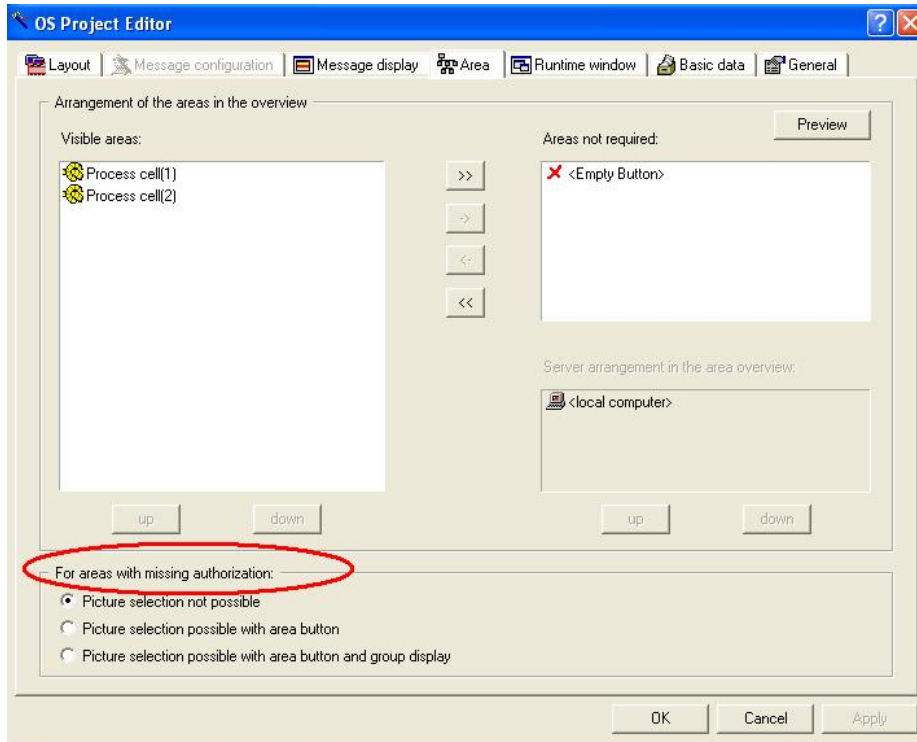 OS Project Editor
Layout
Message configuration
Message display
Area
Runtime window
Basic data
General
Arrangement of the areas in the overview
Preview
Visible areas:
Areas not required:
Process cell(1)
Process cell(2)
>>
->
<-
<<
<Empty Button>
Server arrangement in the area overview:
<local computer>
up
down
up
down
For areas with missing authorization:
Picture selection not possible
Picture selection possible with area button
Picture selection possible with area button and group display
OK
Cancel
Apply